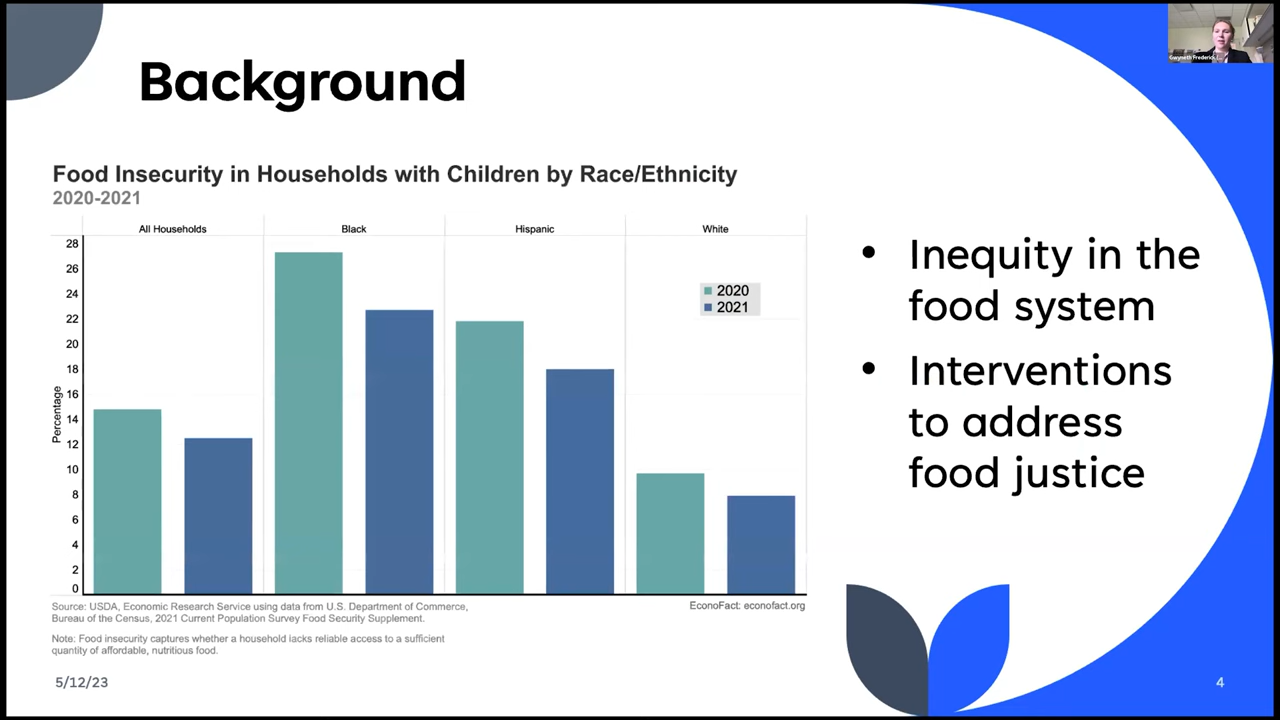 Background
Gwyneth Frederick
Food Insecurity in Households with Children by Race/Ethnicity
2020-2021
All Households
Black
Hispanic
White
28
26
24
22
20
18
16
14
12
10
8
6
4
2
0
Percentage
2020
2021
Source: USDA, Economic Research Service using data from U.S. Department of Commerce,
Bureau of the Census, 2021 Current Population Survey Food Security Supplement.
EconoFact: econofact.org
Note: Food insecurity captures whether a household lacks reliable access to a sufficient
quantity of affordable, nutritious food.
• Inequity in the
food system
• Interventions
to address
food justice
5/12/23
4